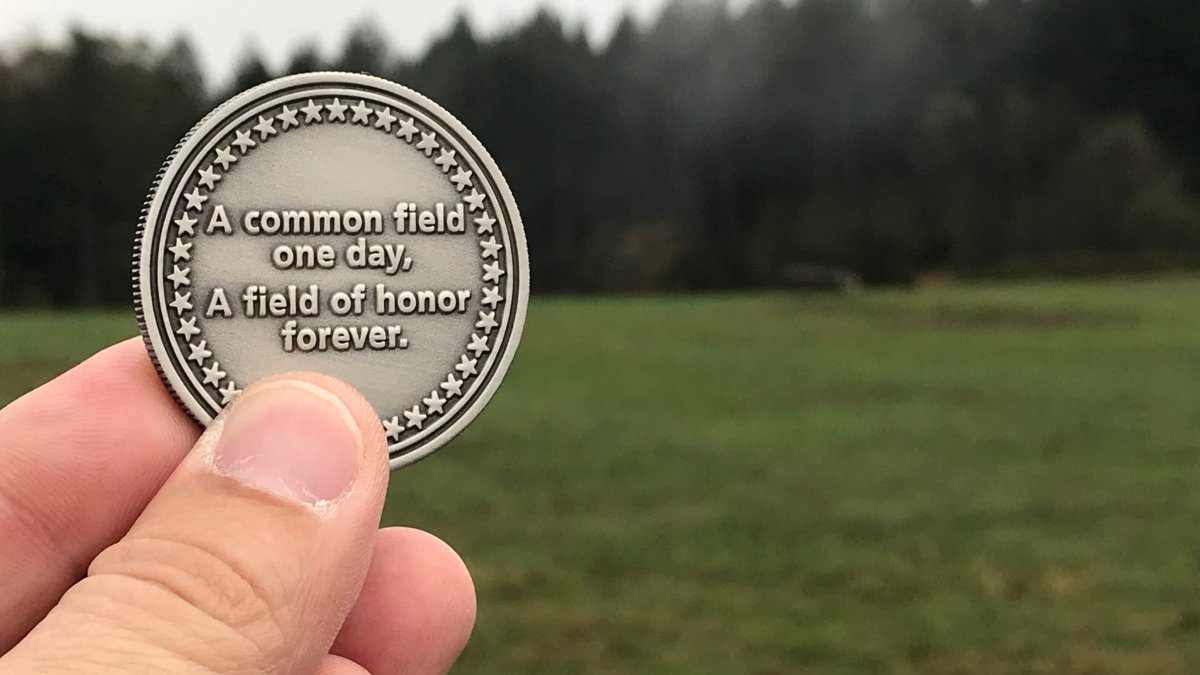 A common field
one day,
A field of honor
forever.